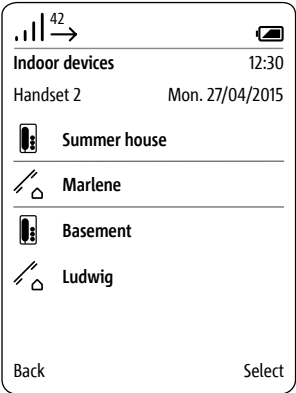 42
Indoor devices 12:30
Handset 2 Mon. 27/04/2015
Summer house
Marlene
Basement
Ludwig
Back Select